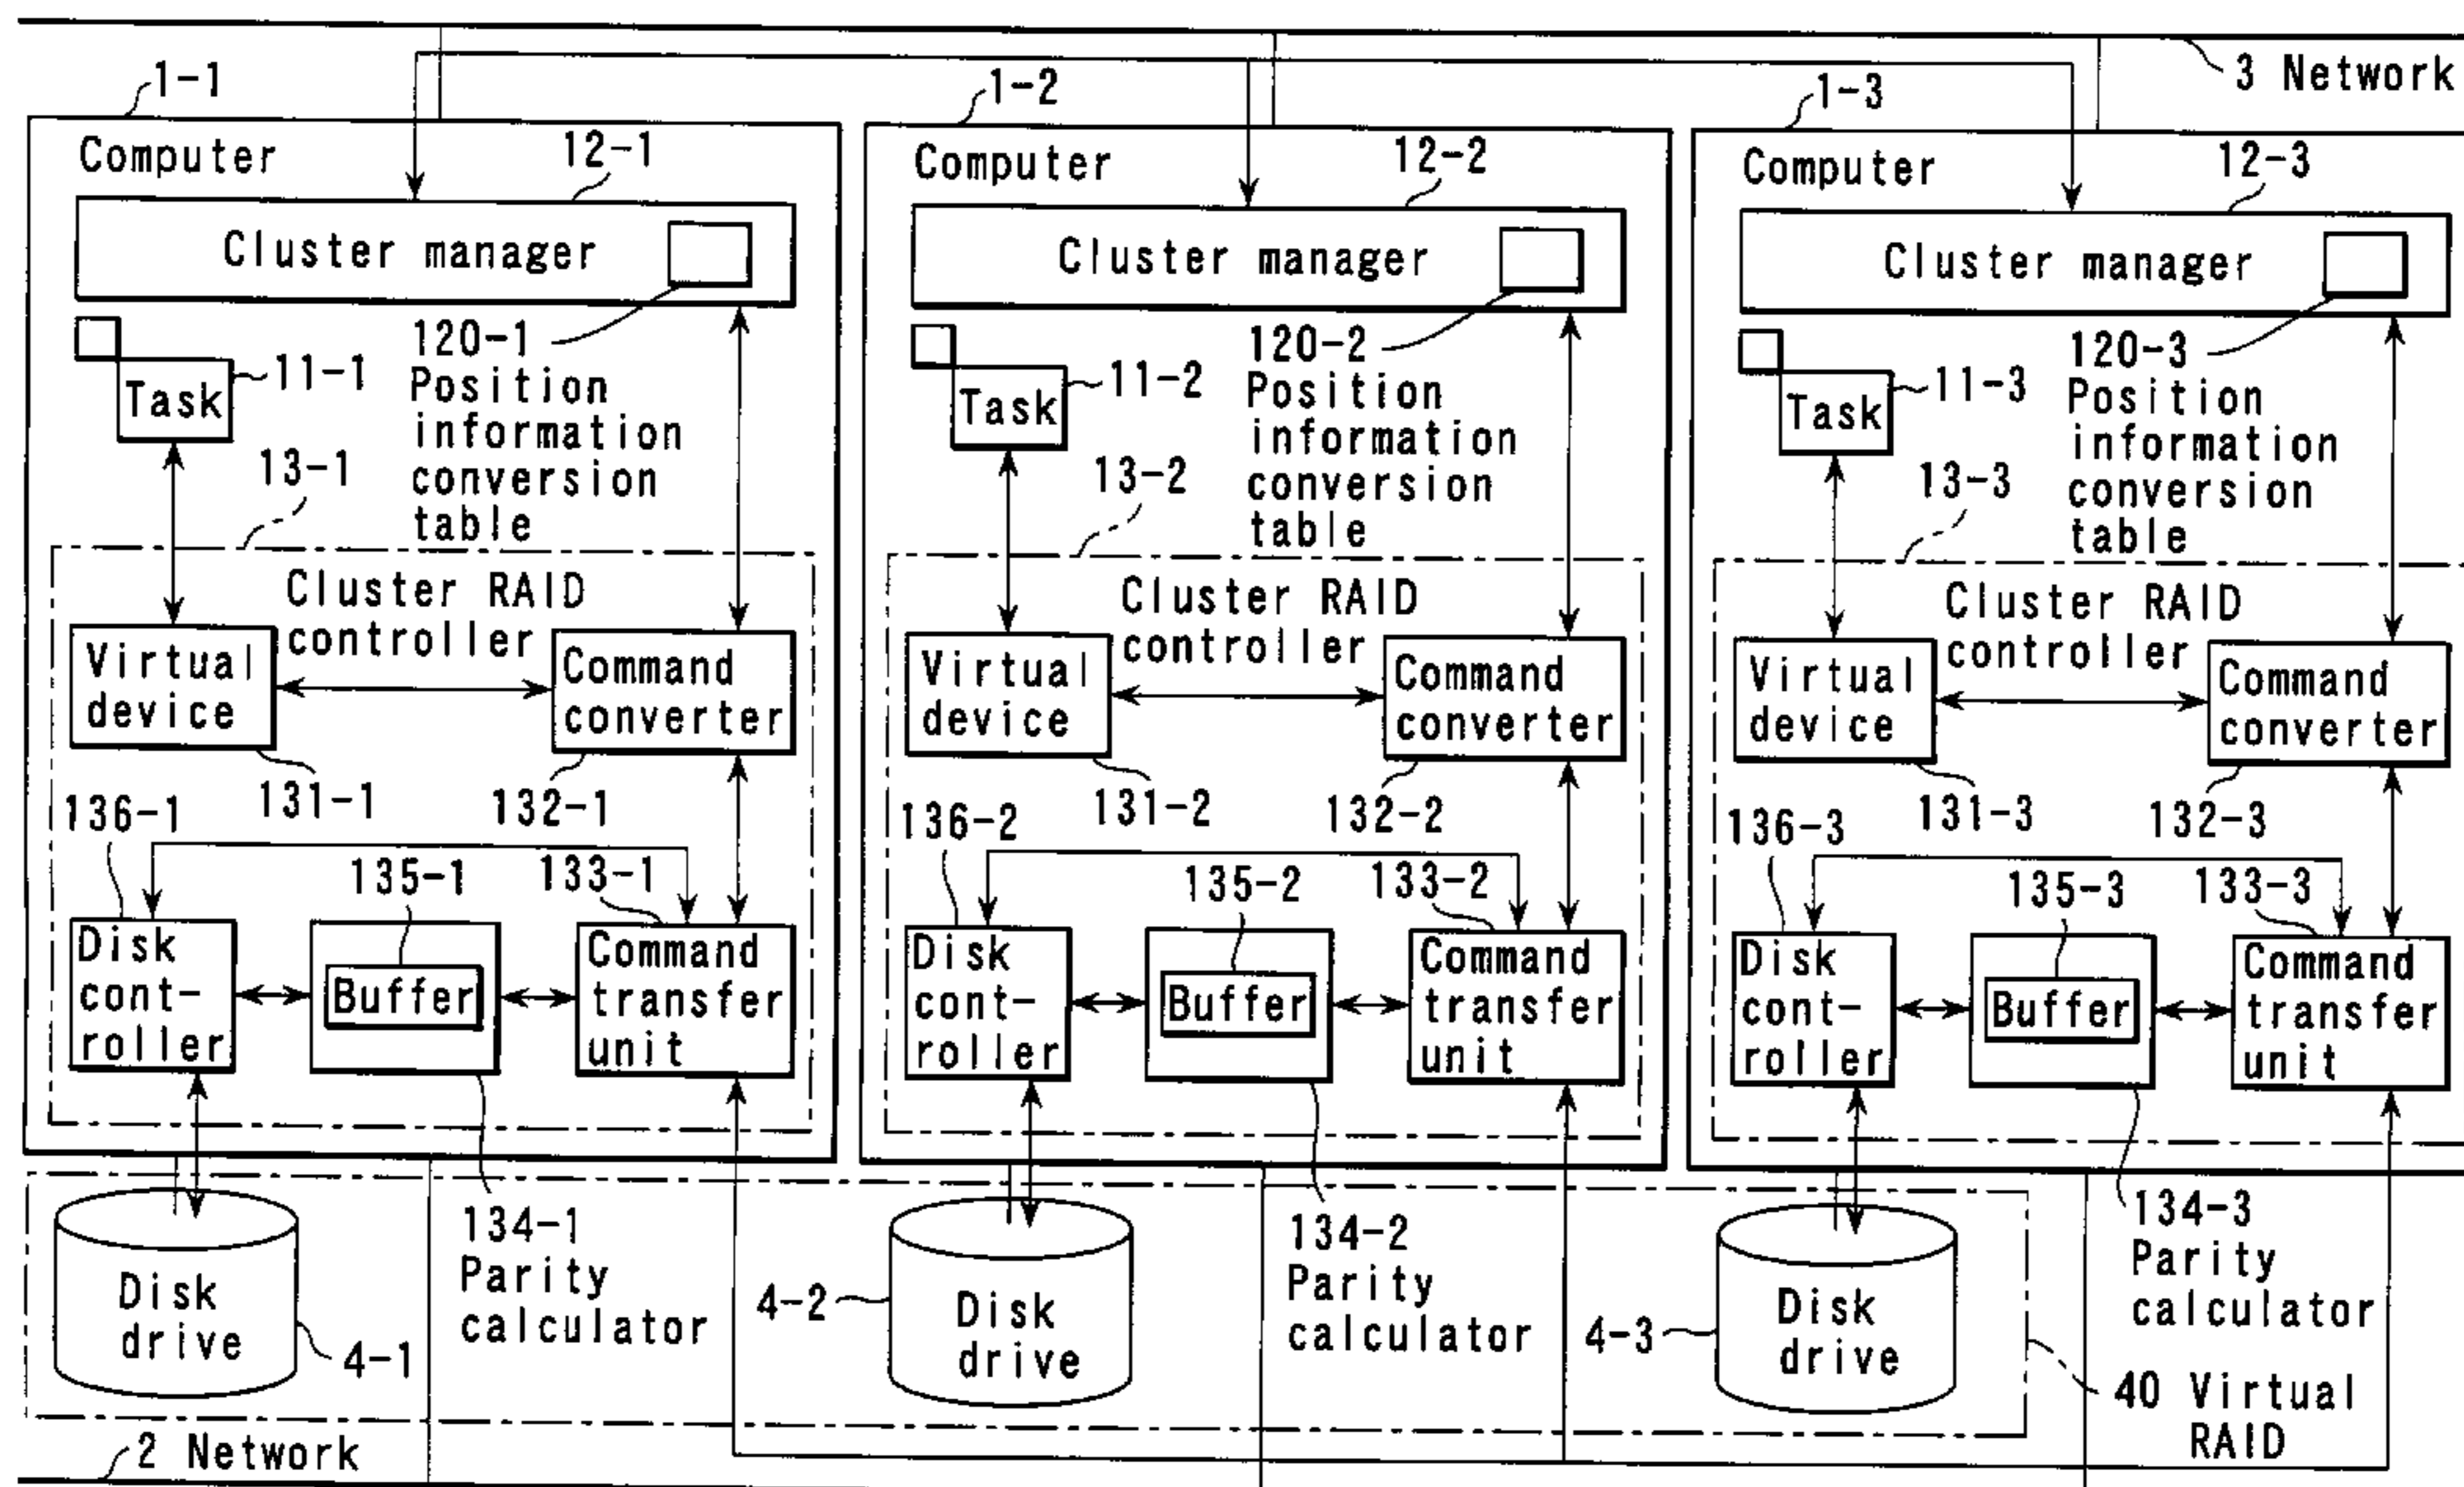 3 Network
1-1
Computer
12-1
Cluster manager
120-1
Position
information
conversion
table
Task
11-1
13-1
Cluster RAID
controller
Virtual
device
Command
converter
131-1
132-1
136-1
135-1
133-1
Disk
cont-
roller
Buffer
Command
transfer
unit
134-1
Parity
calculator
Disk
drive
4-1
1-2
Computer
12-2
Cluster manager
120-2
Position
information
conversion
table
Task
11-2
13-2
Cluster RAID
controller
Virtual
device
Command
converter
131-2
132-2
136-2
135-2
133-2
Disk
cont-
roller
Buffer
Command
transfer
unit
134-2
Parity
calculator
4-2
Disk
drive
1-3
Computer
12-3
Cluster manager
120-3
Position
information
conversion
table
Task
11-3
13-3
Cluster RAID
controller
Virtual
device
Command
converter
131-3
132-3
136-3
135-3
133-3
Disk
cont-
roller
Buffer
Command
transfer
unit
134-3
Parity
calculator
4-3
Disk
drive
40 Virtual
RAID
2 Network